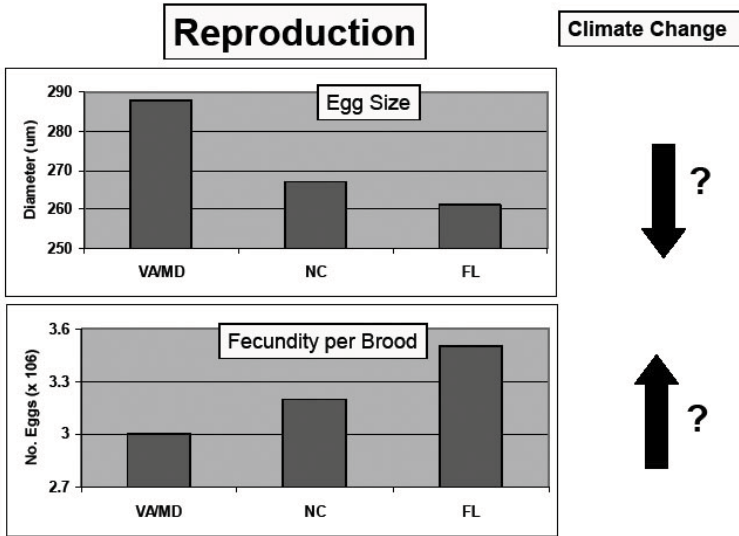 Reproduction
Climate Change
Egg Size
Diameter (um)
290
280
270
260
250
VA/MD NC FL
?
Fecundity per Brood
No. Eggs (x 106)
3.6
3.3
3
2.7
VA/MD NC FL
?